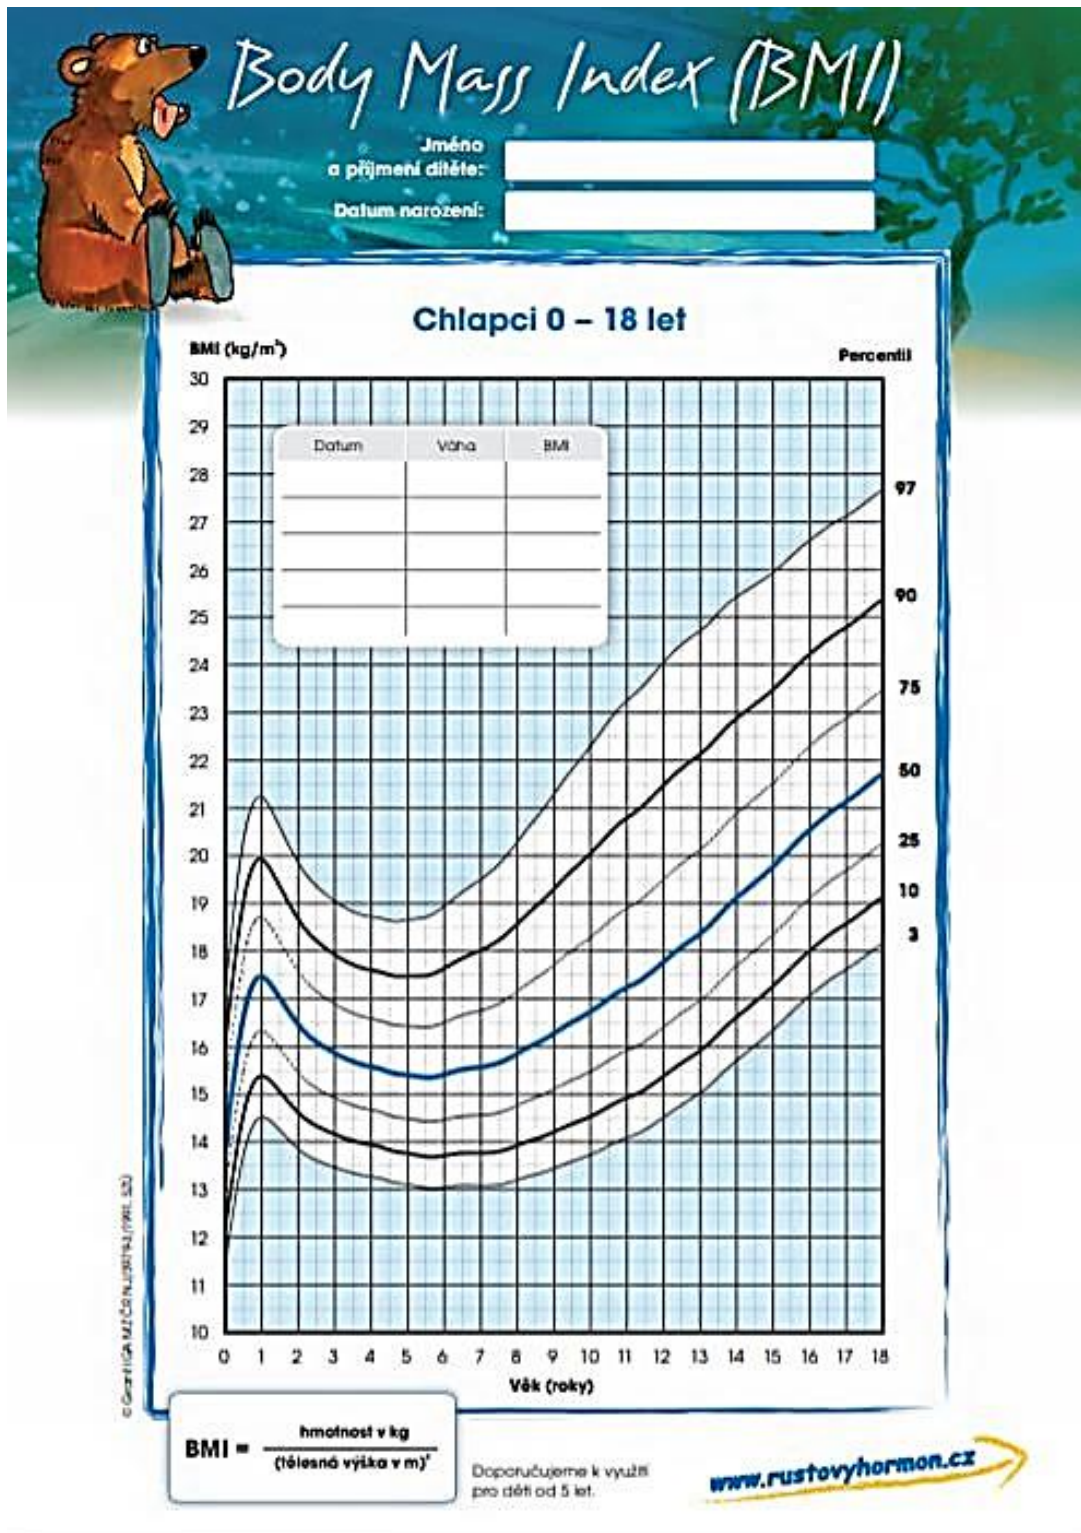 Body Mass Index (BMI)
Jméno
a příjmení dítěte:
Datum narození:
Chlapci 0 – 18 let
BMI (kg/m²)
Percentil
30
29
Datum Váha BMI
28
97
27
26
25
90
24
23
75
22
50
21
20
25
19
10
18
3
17
16
15
14
13
12
11
10
0 1 2 3 4 5 6 7 8 9 10 11 12 13 14 15 16 17 18
Věk (roky)
BMI = hmotnost v kg
(tělesná výška v m)²
Doporučujeme k využití
pro děti od 5 let.
www.rustovyhormon.cz